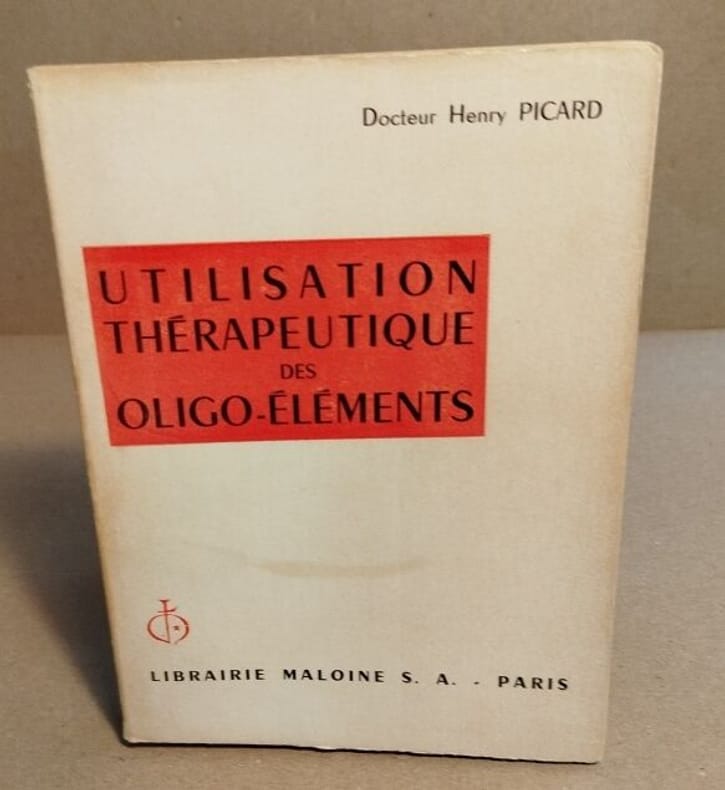 Docteur Henry PICARD
UTILISATION
THÉRAPEUTIQUE
DES
OLIGO-ÉLÉMENTS
LIBRAIRIE MALOINE S. A. - PARIS